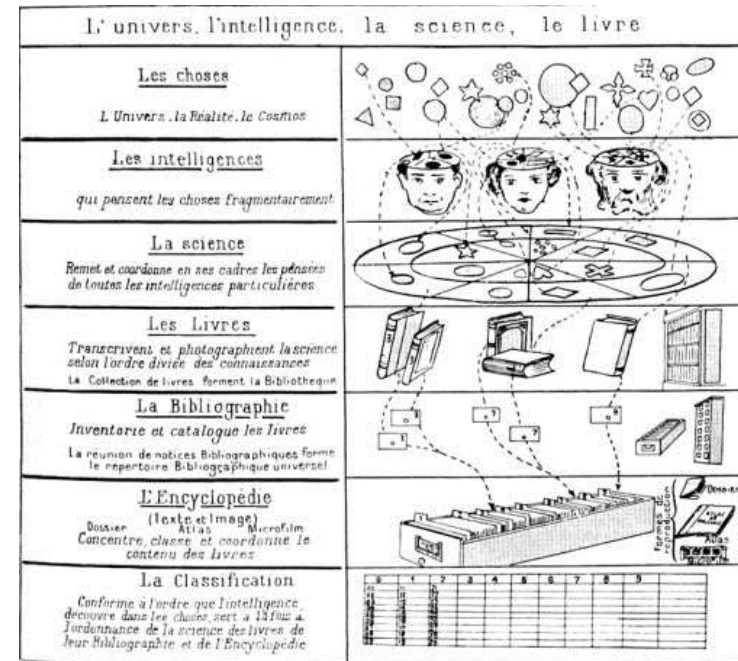 L'univers, l'intelligence, la science, le livre
Les choses
L'Univers. la Réalité. le Cosmos
Les intelligences
qui pensent les choses fragmentairement
La science
Remet et coordonne en ses cadres les pensées
de toutes les intelligences particulières
Les Livres
Transcrivent et photographient la science
selon l'ordre divisé des connaissances
La Collection de livres forment la Bibliothèque
La Bibliographie
Inventorie et catalogue les livres
La réunion de notices Bibliographiques forme
le repertoire Bibliographique universel
L'Encyclopédie
(Texte et Image)
Dossier Atlas Microfilm
Concentre, classe et coordonne le
contenu des livres
Formes de
reproduction
Dossier
Atlas
La Classification
Conforme à l'ordre que l'intelligence
découvre dans les choses, sert à la fois a
l'ordonnance de la science des livres de
leur Bibliographie et de l'Encyclopédie
0 1 2 3 4 5 6 7 8 9